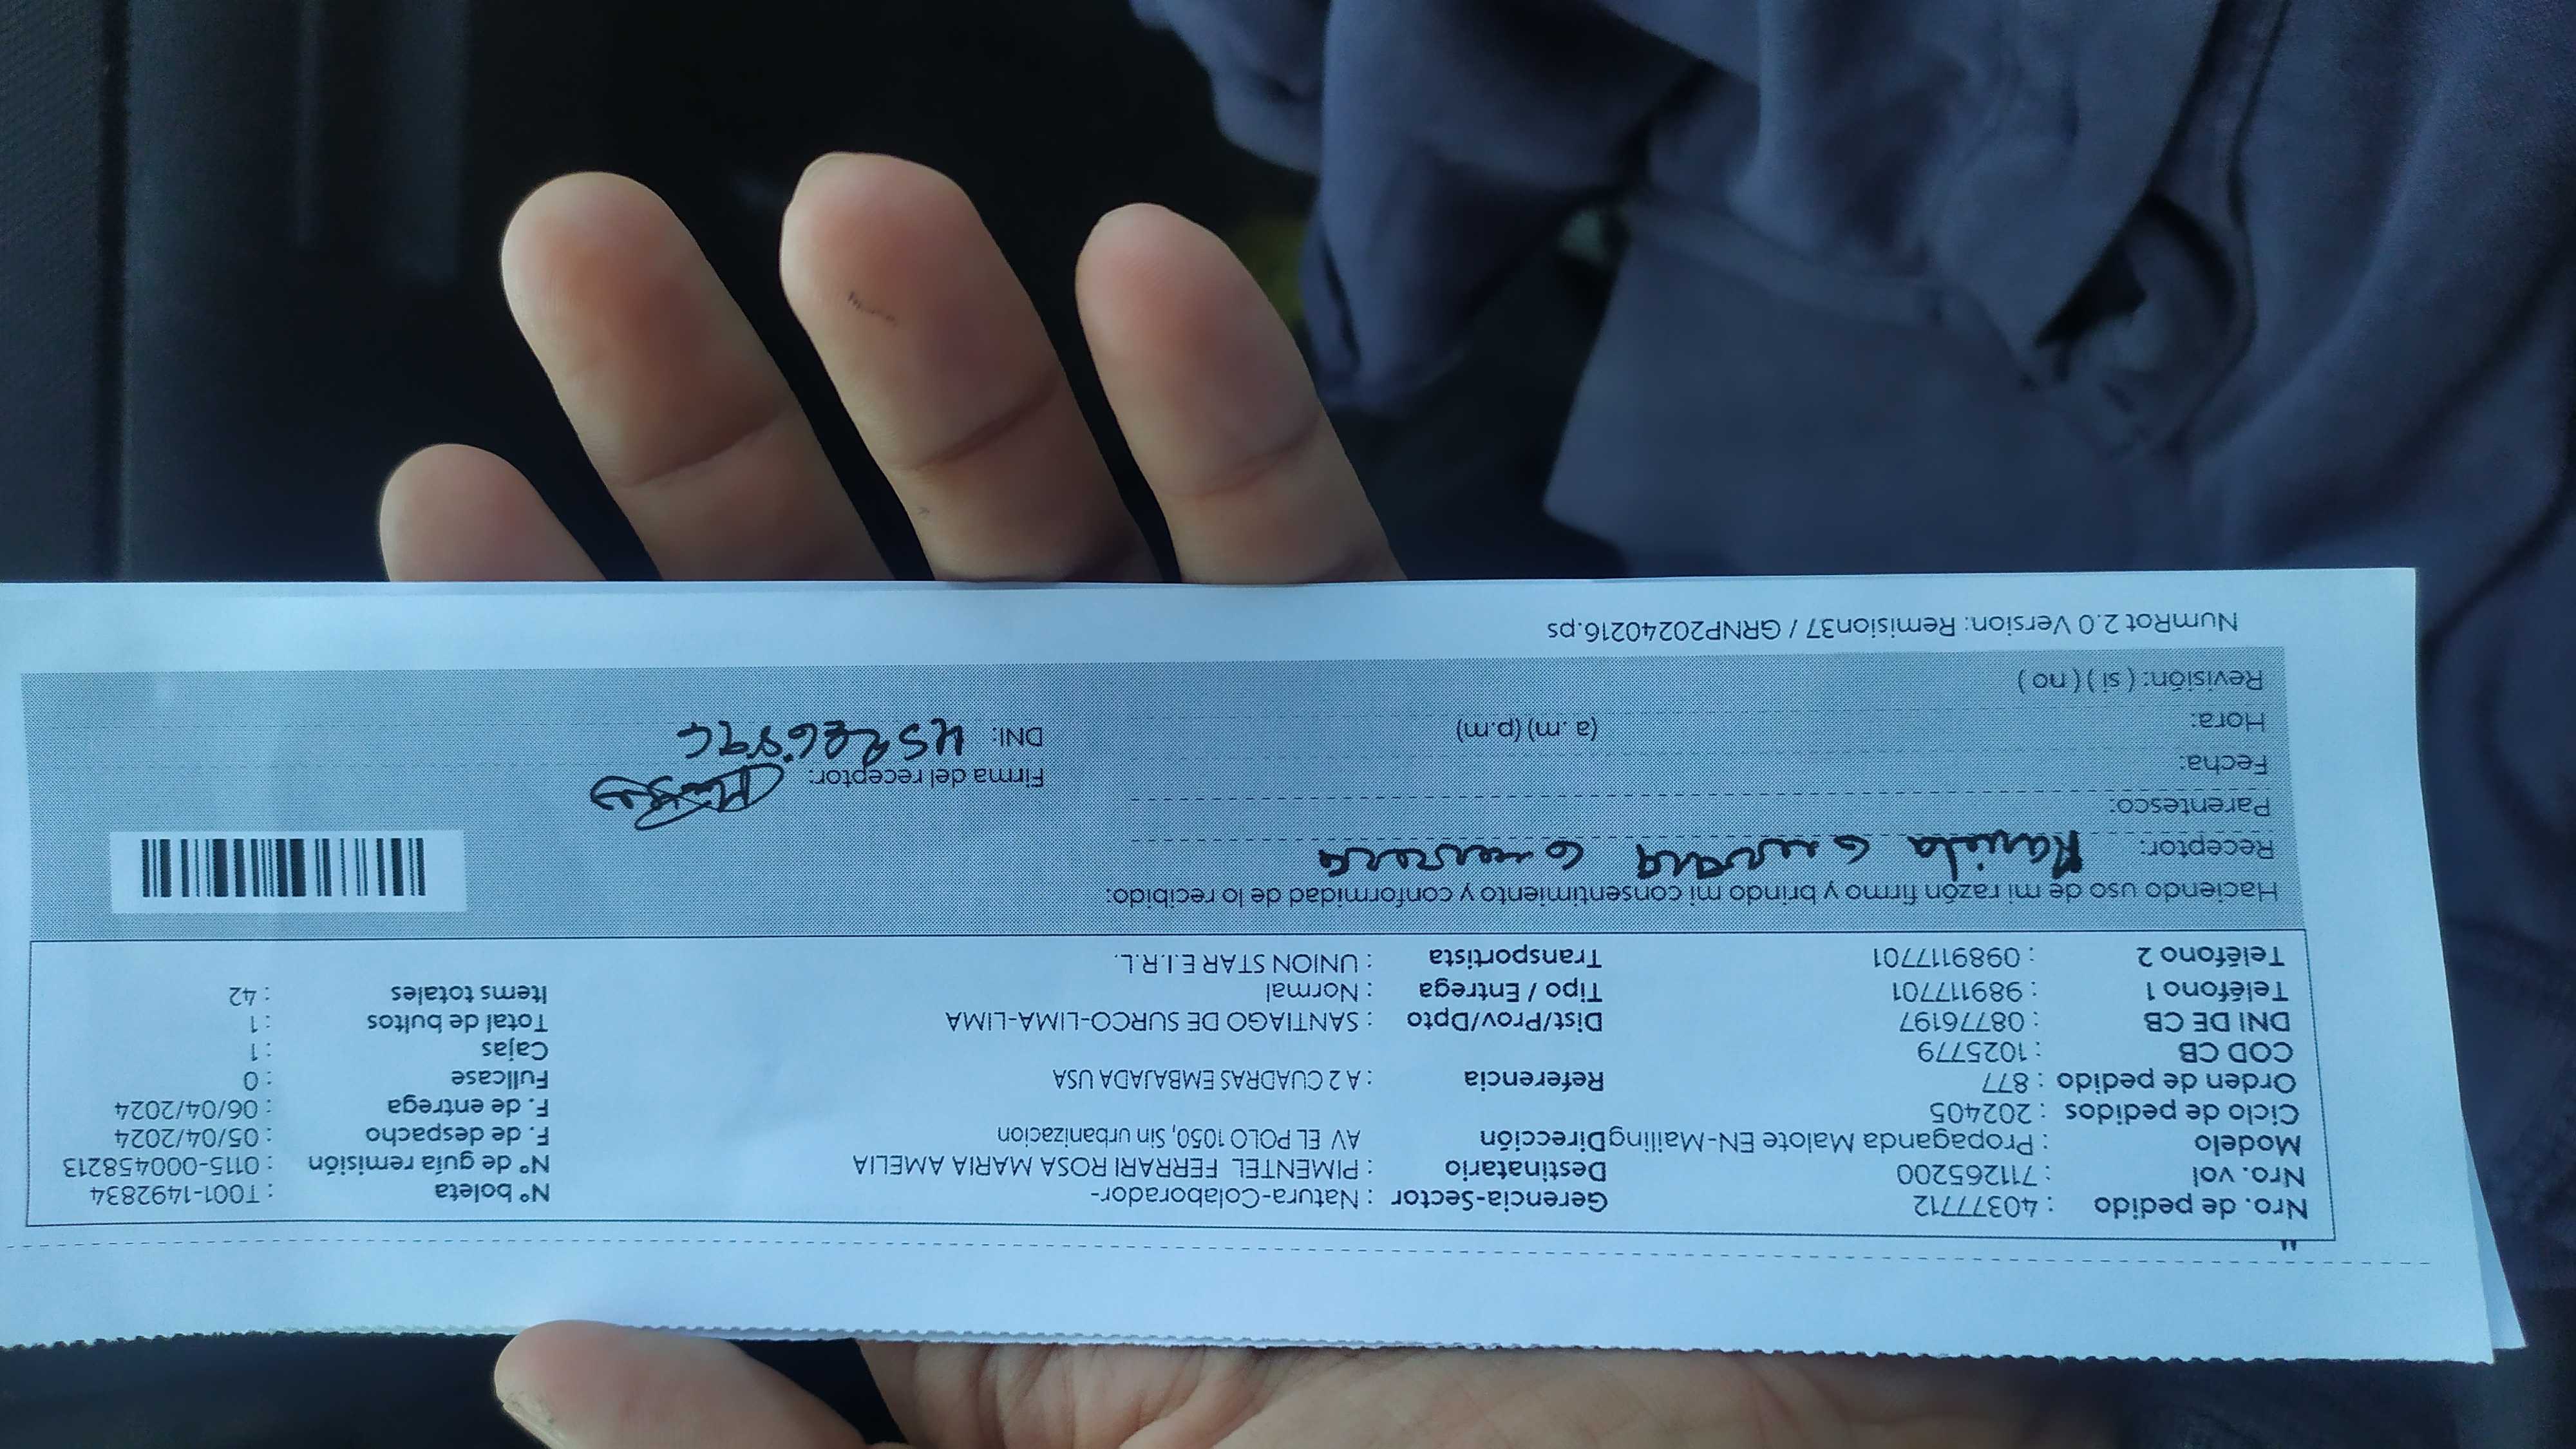 Nro. de pedido : 40377712 Gerencia-Sector : Natura-Colaborador- N° boleta : T001-1492834
Nro. vol : 711265200 Destinatario : PIMENTEL FERRARI ROSA MARIA AMELIA N° de guía remisión : 0115-000458213
Modelo : Propaganda Malote EN-Mailing Dirección AV EL POLO 1050, Sin urbanizacion F. de despacho : 05/04/2024
Ciclo de pedidos : 202405 F. de entrega : 06/04/2024
Orden de pedido : 877 Referencia : A 2 CUADRAS EMBAJADA USA Fullcase : 0
COD CB : 1025779 Cajas : 1
DNI DE CB : 08776197 Dist/Prov/Dpto : SANTIAGO DE SURCO-LIMA-LIMA Total de bultos : 1
Teléfono 1 : 989117701 Tipo / Entrega : Normal Items totales : 42
Teléfono 2 : 0989117701 Transportista : UNION STAR E.I.R.L.
Haciendo uso de mi razón firmo y brindo mi consentimiento y conformidad de lo recibido:
Receptor:
Parentesco:
Fecha: Firma del receptor:
Hora: (a .m) (p.m) DNI:
Revisión: ( si ) ( no )
NumRot 2.0 Version: Remision37 / GRNP20240216.ps